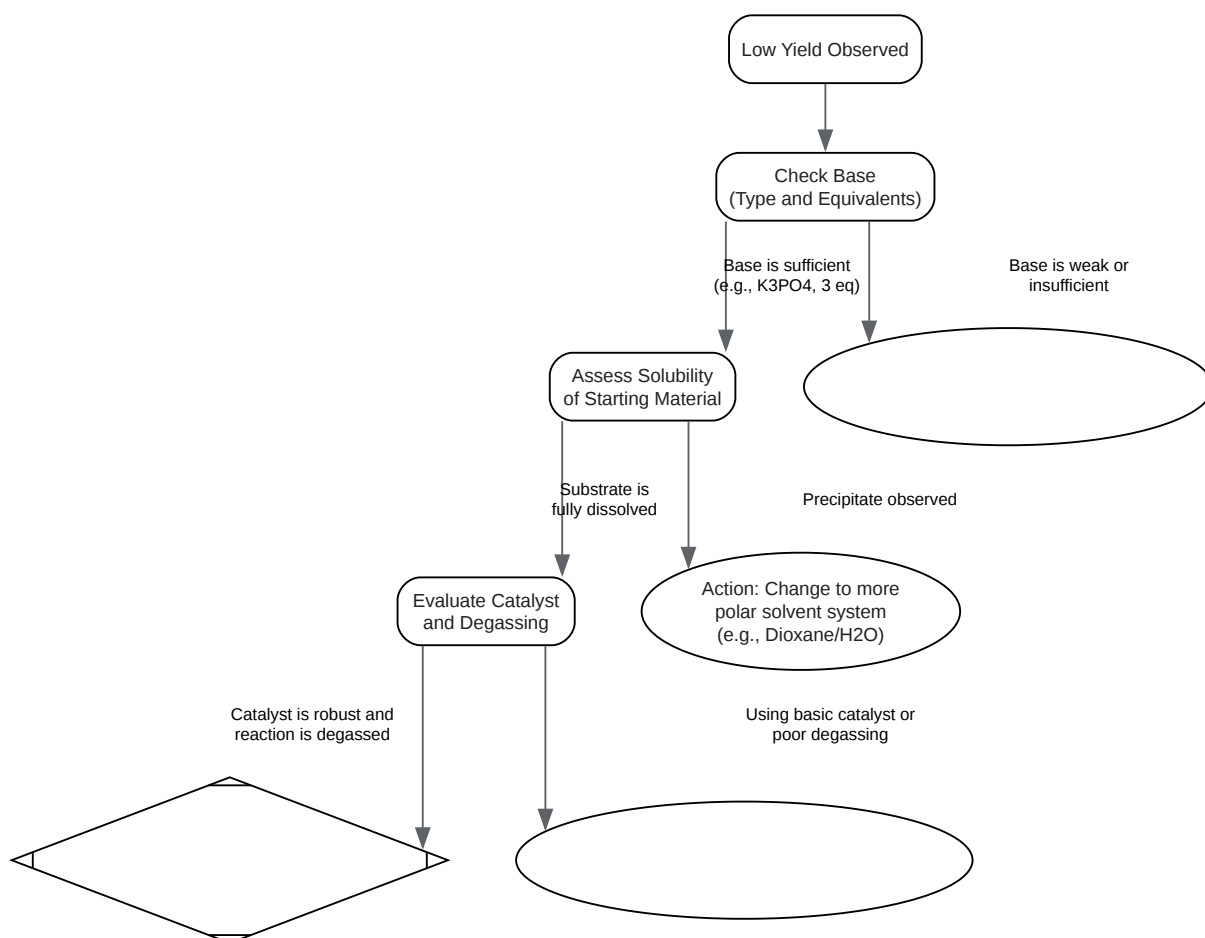 Low Yield Observed
Check Base
(Type and Equivalents)
Base is sufficient
(e.g., K3PO4, 3 eq)
Base is weak or
insufficient
Assess Solubility
of Starting Material
Substrate is
fully dissolved
Precipitate observed
Evaluate Catalyst
and Degassing
Action: Change to more
polar solvent system
(e.g., Dioxane/H2O)
Catalyst is robust and
reaction is degassed
Using basic catalyst or
poor degassing